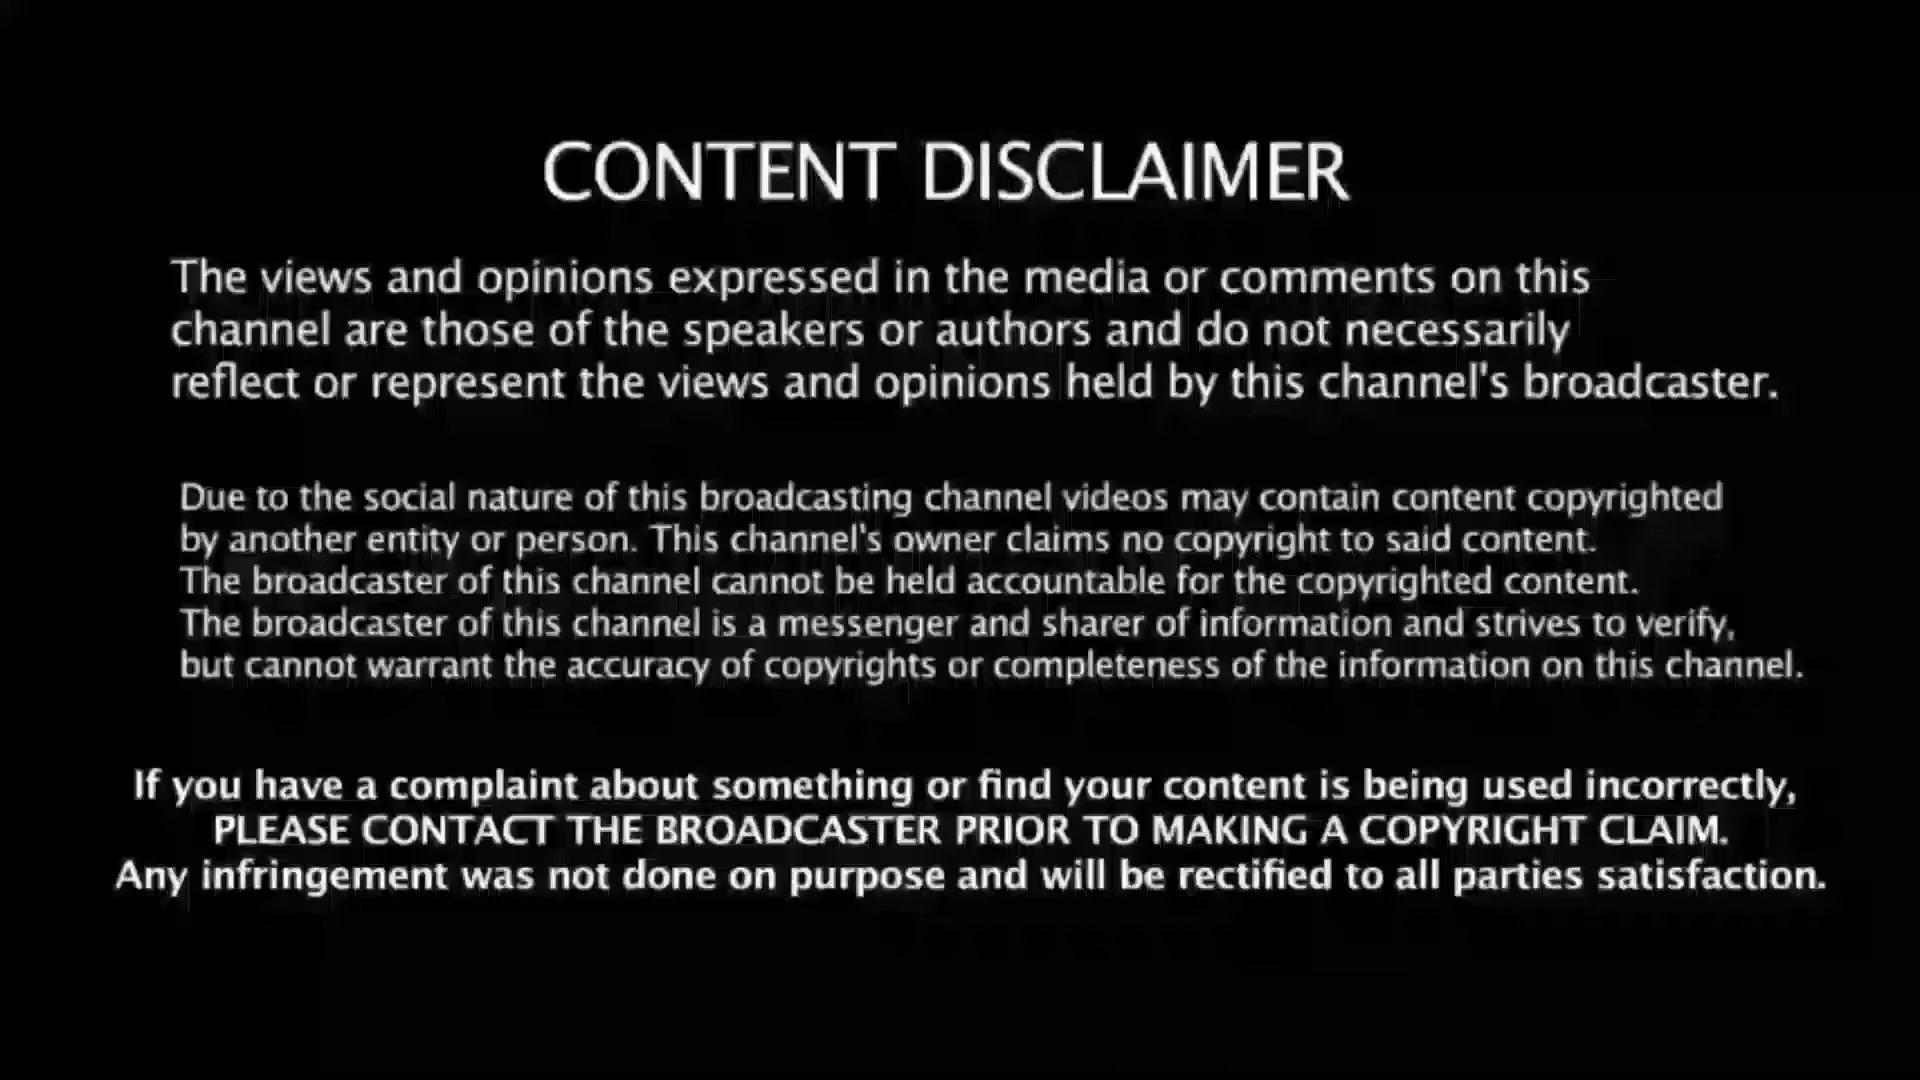 CONTENT DISCLAIMER
The views and opinions expressed in the media or comments on this
channel are those of the speakers or authors and do not necessarily
reflect or represent the views and opinions held by this channel's broadcaster.
Due to the social nature of this broadcasting channel videos may contain content copyrighted
by another entity or person. This channel's owner claims no copyright to said content.
The broadcaster of this channel cannot be held accountable for the copyrighted content.
The broadcaster of this channel is a messenger and sharer of information and strives to verify,
but cannot warrant the accuracy of copyrights or completeness of the information on this channel.
If you have a complaint about something or find your content is being used incorrectly,
PLEASE CONTACT THE BROADCASTER PRIOR TO MAKING A COPYRIGHT CLAIM.
Any infringement was not done on purpose and will be rectified to all parties satisfaction.